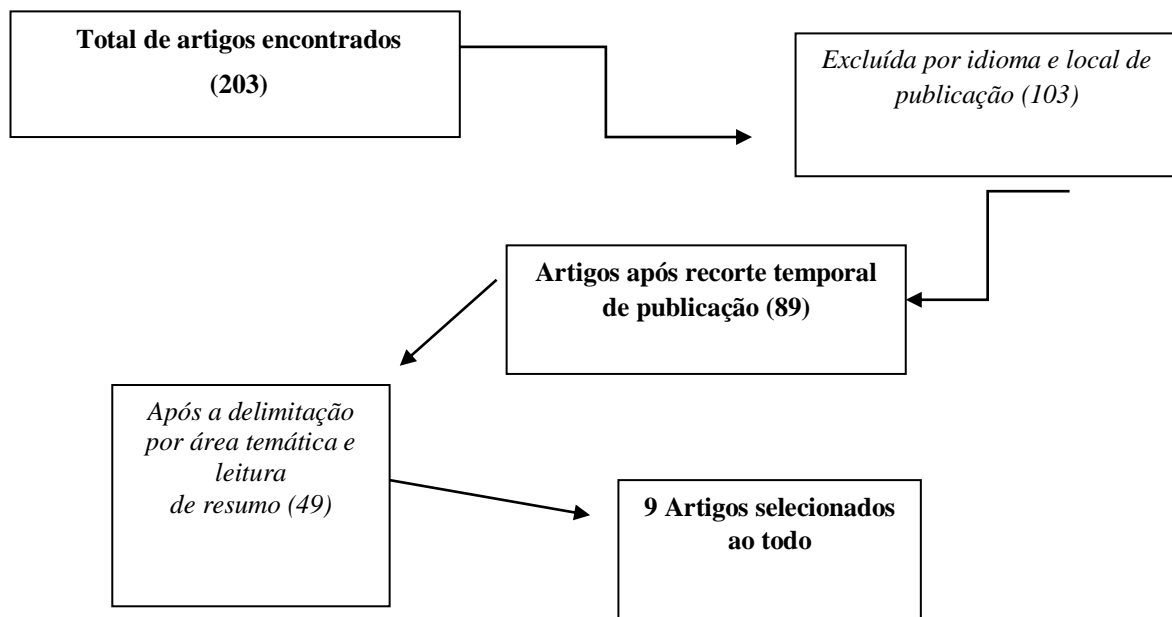 Total de artigos encontrados
(203)
Excluída por idioma e local de
publicação (103)
Artigos após recorte temporal
de publicação (89)
Após a delimitação
por área temática e
leitura
de resumo (49)
9 Artigos selecionados
ao todo